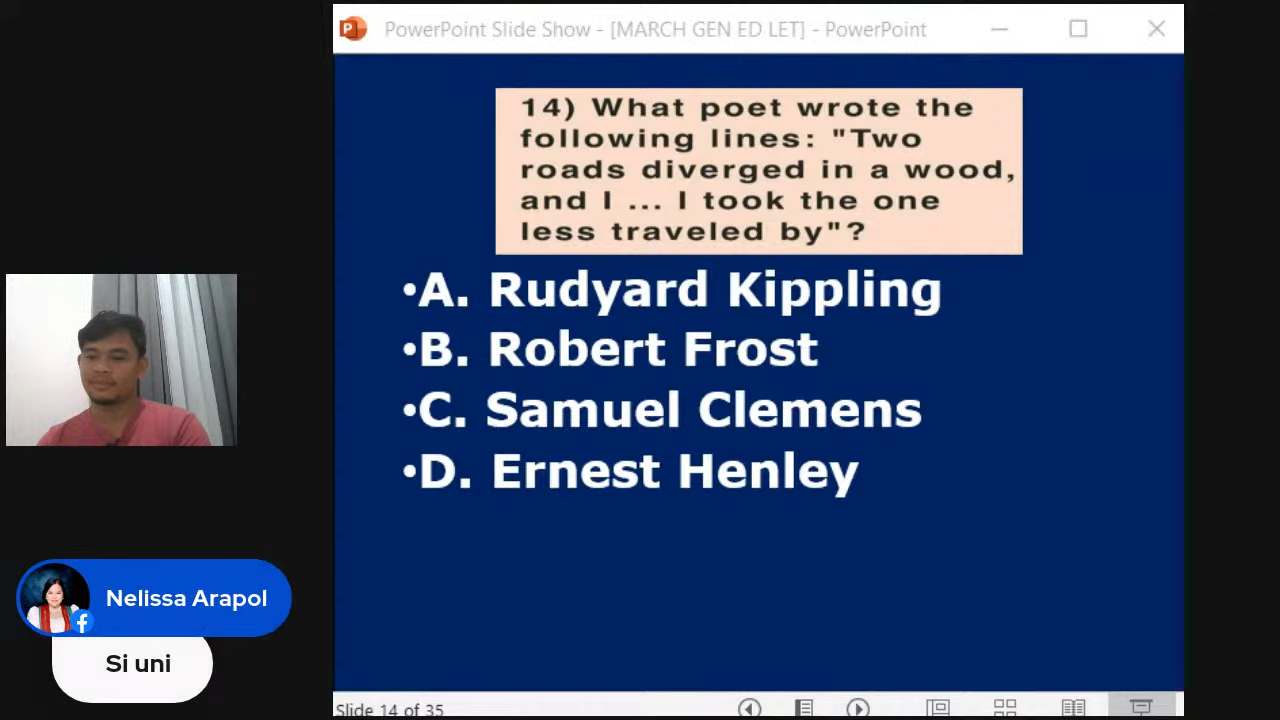 PowerPoint Slide Show - [MARCH GEN ED LET] - PowerPoint
14) What poet wrote the
following lines: "Two
roads diverged in a wood,
and I ... I took the one
less traveled by"?
•A. Rudyard Kippling
•B. Robert Frost
•C. Samuel Clemens
•D. Ernest Henley
Nelissa Arapol
Si uni
Slide 14 of 35